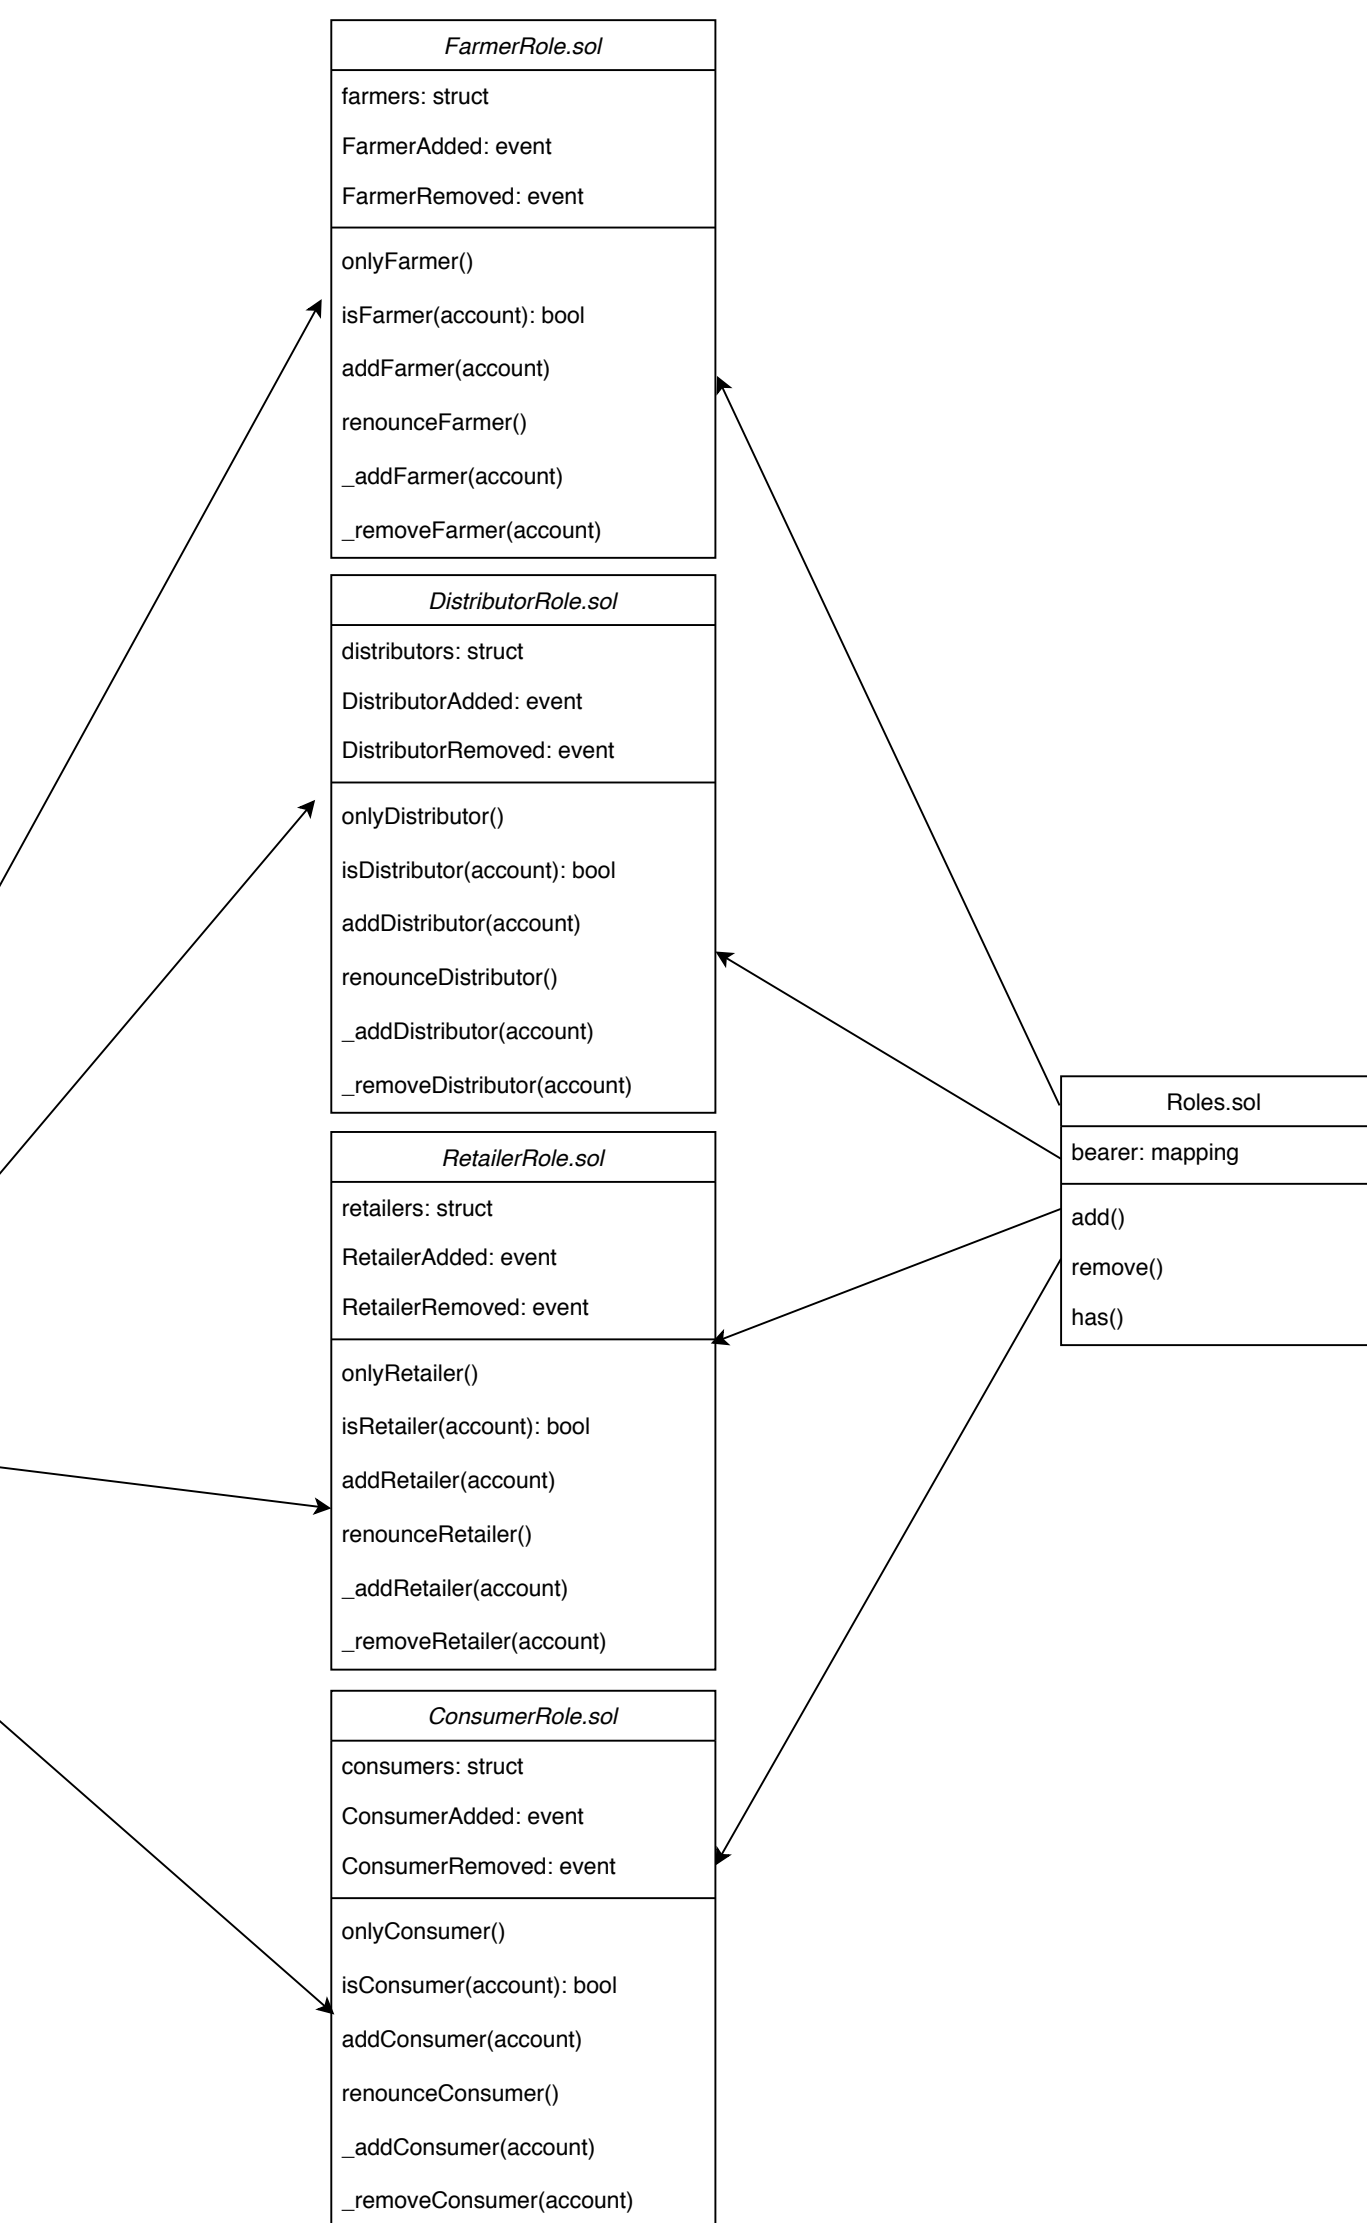 FarmerRole.sol
farmers: struct
FarmerAdded: event
FarmerRemoved: event
onlyFarmer()
isFarmer(account): bool
addFarmer(account)
renounceFarmer()
_addFarmer(account)
_removeFarmer(account)
DistributorRole.sol
distributors: struct
DistributorAdded: event
DistributorRemoved: event
onlyDistributor()
isDistributor(account): bool
addDistributor(account)
renounceDistributor()
_addDistributor(account)
_removeDistributor(account)
RetailerRole.sol
retailers: struct
RetailerAdded: event
RetailerRemoved: event
onlyRetailer()
isRetailer(account): bool
addRetailer(account)
renounceRetailer()
_addRetailer(account)
_removeRetailer(account)
ConsumerRole.sol
consumers: struct
ConsumerAdded: event
ConsumerRemoved: event
onlyConsumer()
isConsumer(account): bool
addConsumer(account)
renounceConsumer()
_addConsumer(account)
_removeConsumer(account)
Roles.sol
bearer: mapping
add()
remove()
has()